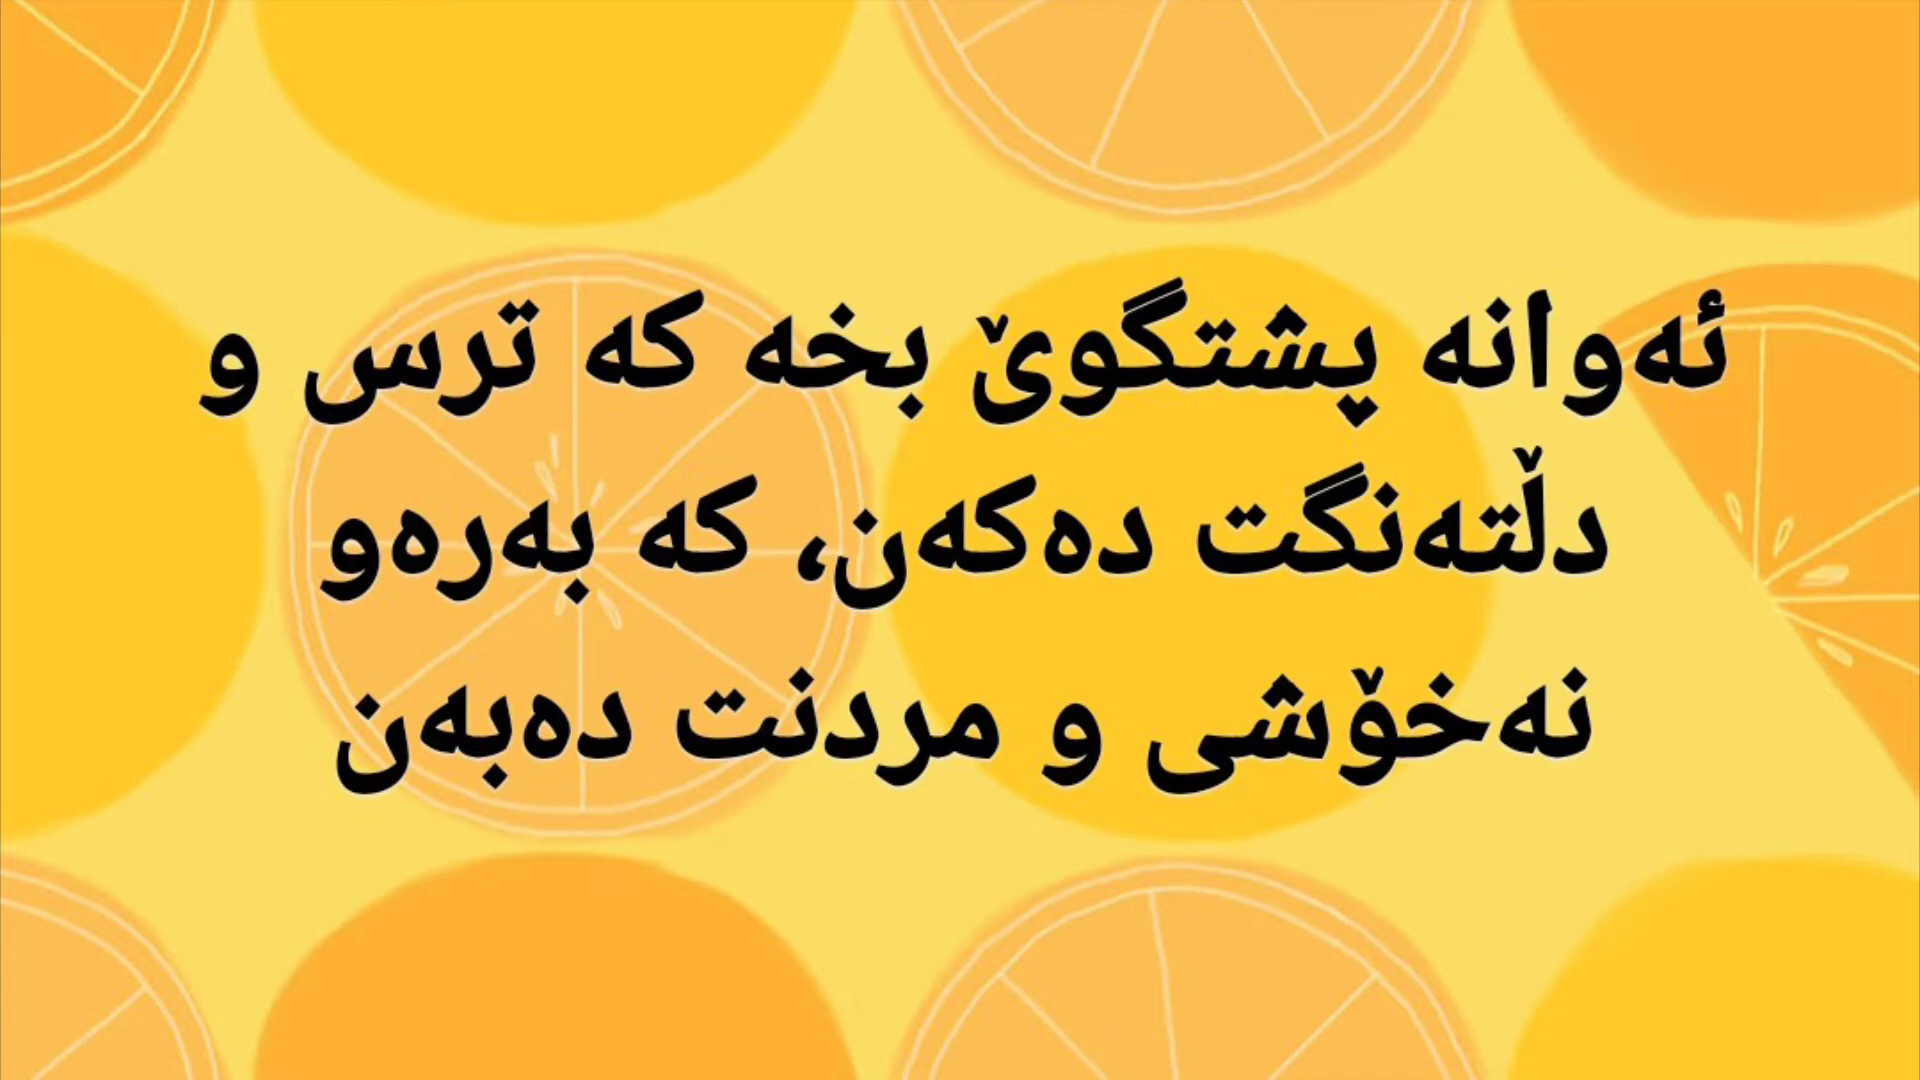 ئەوانە پشتگوێ بخە کە ترس و
دڵتەنگت دەکەن، کە بەرەو
نەخۆشی و مردنت دەبەن